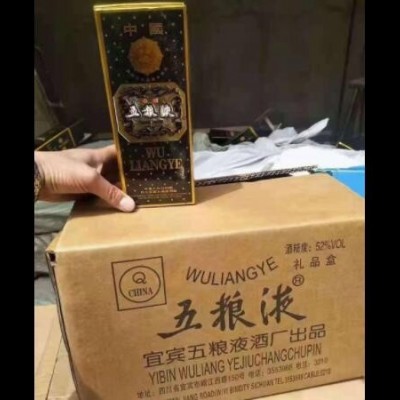 中國
五粮液
WU
LIANGYE
酒精度: 52%VOL
礼品盒
WULIANGYE
Q
CHINA
五粮液®
宜宾五粮液酒厂出品
YIBIN WULIANG YEJIUCHANGCHUPIN